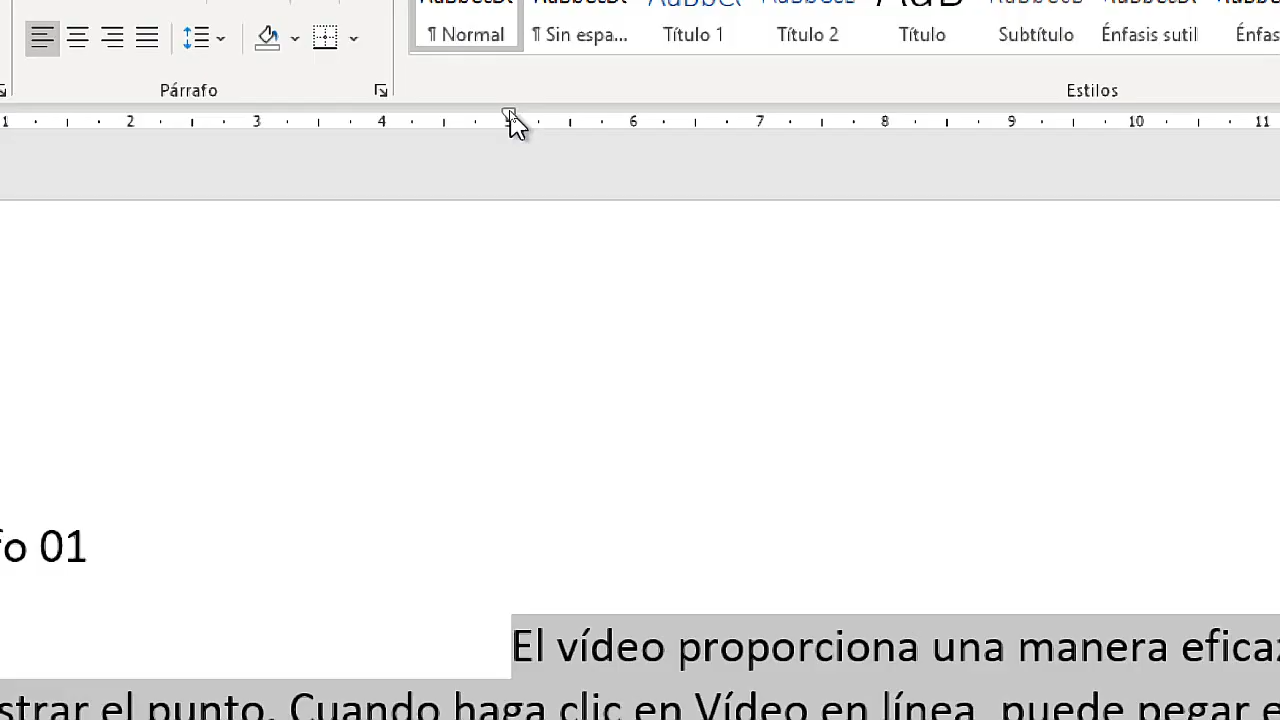 ¶ Normal ¶ Sin espa... Título 1 Título 2 Título Subtítulo Énfasis sutil Énfas
Párrafo Estilos
1 2 3 4 6 7 8 9 10 11
fo 01
El vídeo proporciona una manera eficaz
strar el punto. Cuando haga clic en Vídeo en línea, puede pegar e